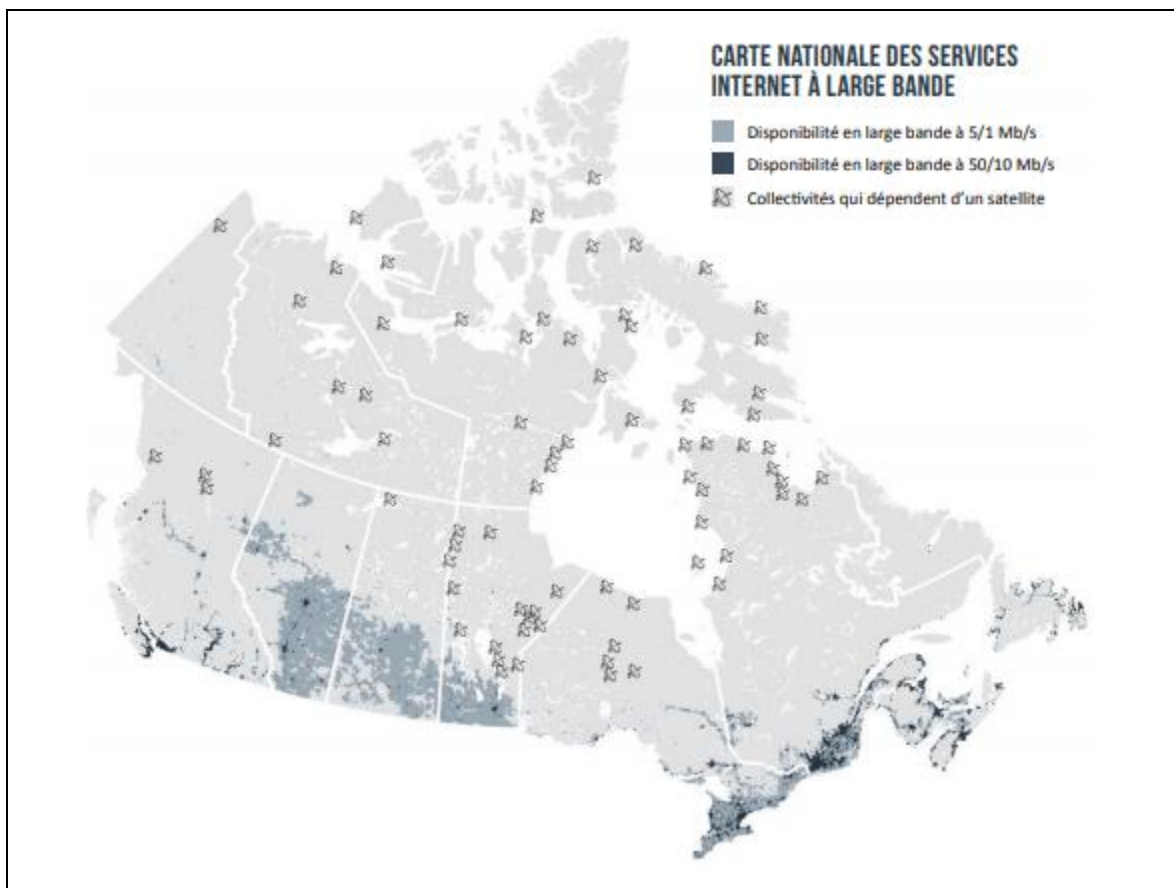 CARTE NATIONALE DES SERVICES
INTERNET À LARGE BANDE
Disponibilité en large bande à 5/1 Mb/s
Disponibilité en large bande à 50/10 Mb/s
Collectivités qui dépendent d'un satellite